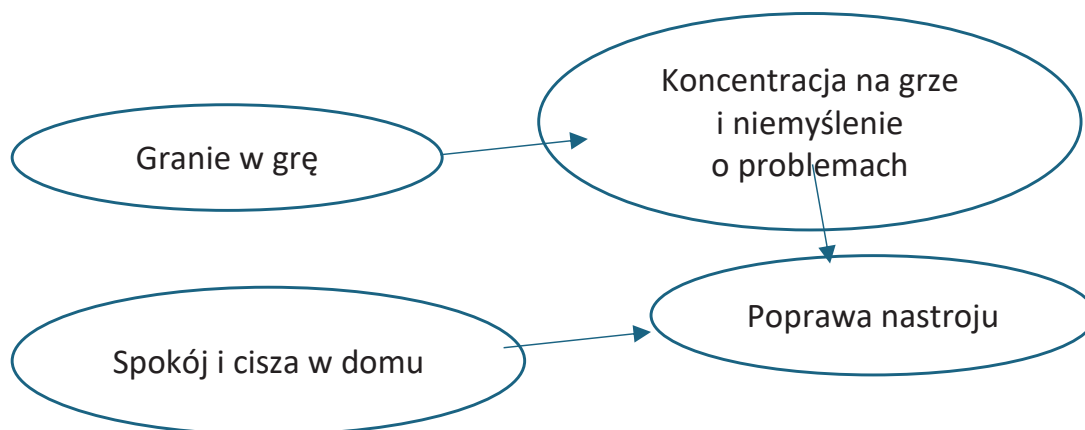 Granie w grę
Koncentracja na grze
i niemyślenie
o problemach
Poprawa nastroju
Spokój i cisza w domu